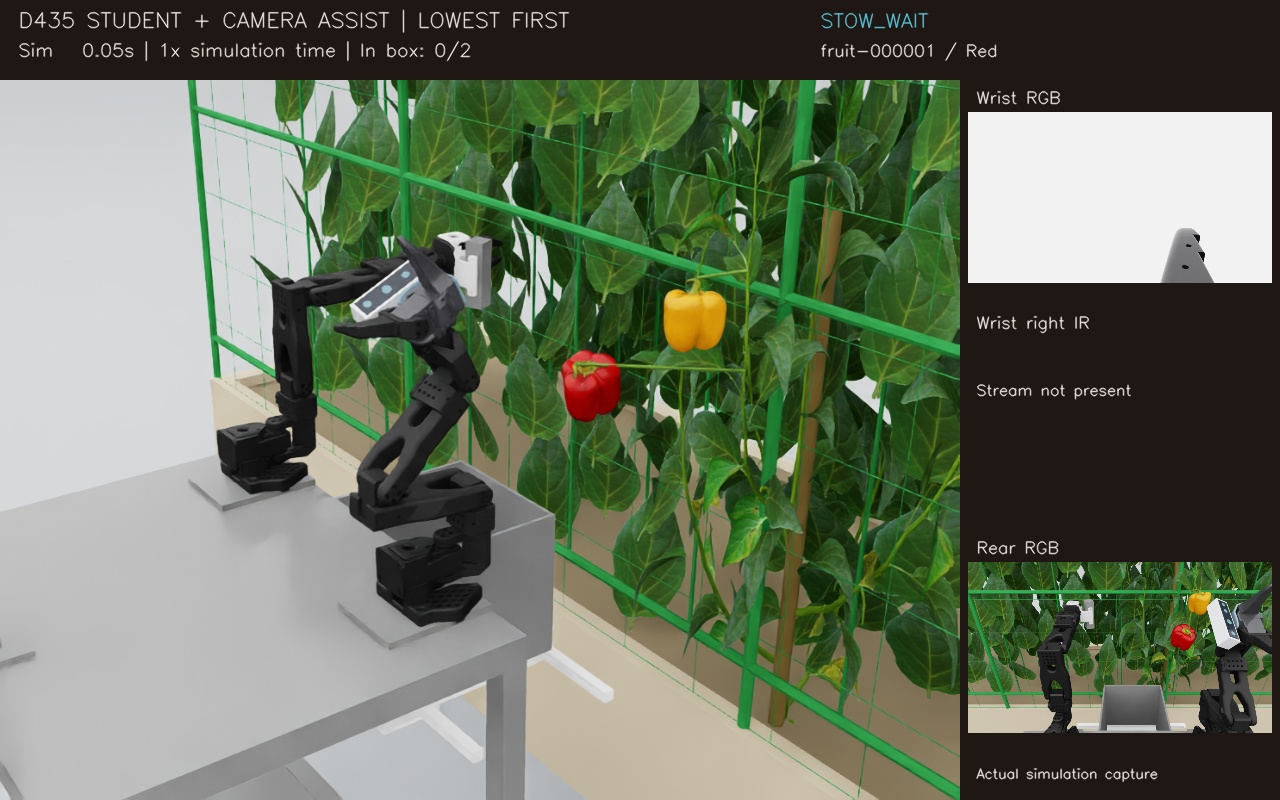 D435 STUDENT + CAMERA ASSIST | LOWEST FIRST
STOW_WAIT
Sim 0.05s | 1x simulation time | In box: 0/2
fruit-000001 / Red
Wrist RGB
Wrist right IR
Stream not present
Rear RGB
Actual simulation capture